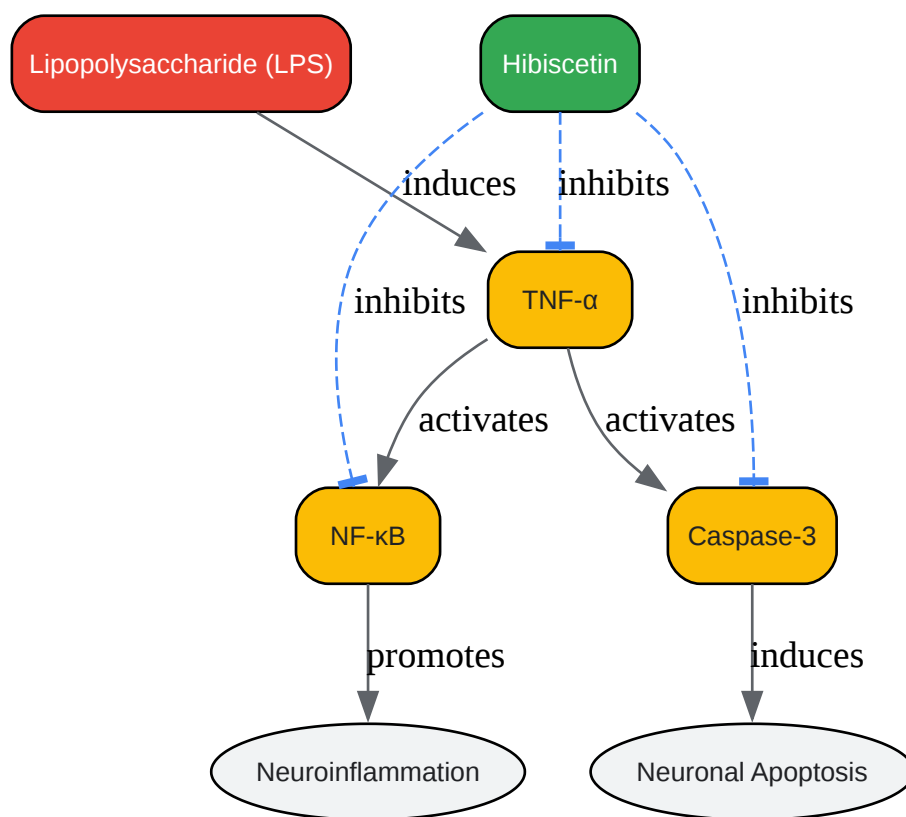 Lipopolysaccharide (LPS)
Hibiscetin
induces
inhibits
inhibits
TNF-α
inhibits
activates
activates
NF-κB
Caspase-3
promotes
induces
Neuroinflammation
Neuronal Apoptosis